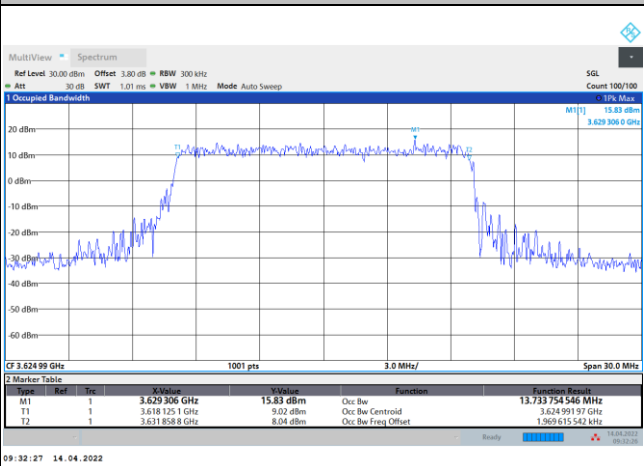 MultiView Spectrum
Ref Level 30.00 dBm Offset 3.80 dB RBW 300 kHz SGL
Att 30 dB SWT 1.01 ms VBW 1 MHz Mode Auto Sweep Count 100/100
1 Occupied Bandwidth 1Pk Max
M1[1] 15.83 dBm
3.629 306 0 GHz
M1
20 dBm
T1 T2
10 dBm
0 dBm
-10 dBm
-20 dBm
-30 dBm
-40 dBm
-50 dBm
-60 dBm
CF 3.624 99 GHz 1001 pts 3.0 MHz/ Span 30.0 MHz
2 Marker Table
Type Ref Trc X-Value Y-Value Function Function Result
M1 1 3.629 306 GHz 15.83 dBm Occ Bw 13.733 754 546 MHz
T1 1 3.618 125 1 GHz 9.02 dBm Occ Bw Centroid 3.624 991 97 GHz
T2 1 3.631 858 8 GHz 8.04 dBm Occ Bw Freq Offset 1.969 615 542 kHz
Ready 14.04.2022
09:32:26
09:32:27 14.04.2022